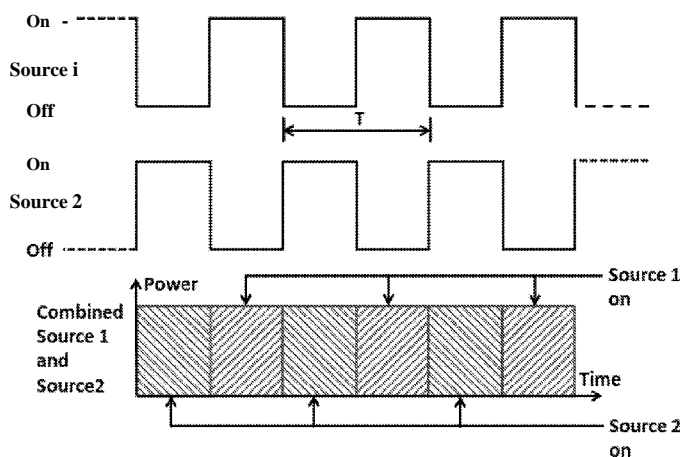 On -
Source i
Off
T
On
Source 2
Off
Power
Source 1
on
Combined
Source 1
and
Source2
Time
Source 2
on